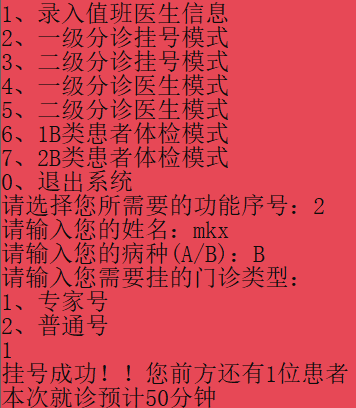 1、录入值班医生信息
2、一级分诊挂号模式
3、二级分诊挂号模式
4、一级分诊医生模式
5、二级分诊医生模式
6、1B类患者体检模式
7、2B类患者体检模式
0、退出系统
请选择您所需要的功能序号：2
请输入您的姓名：mkx
请输入您的病种(A/B)：B
请输入您需要挂的门诊类型：
1、专家号
2、普通号
1
挂号成功！！您前方还有1位患者
本次就诊预计50分钟